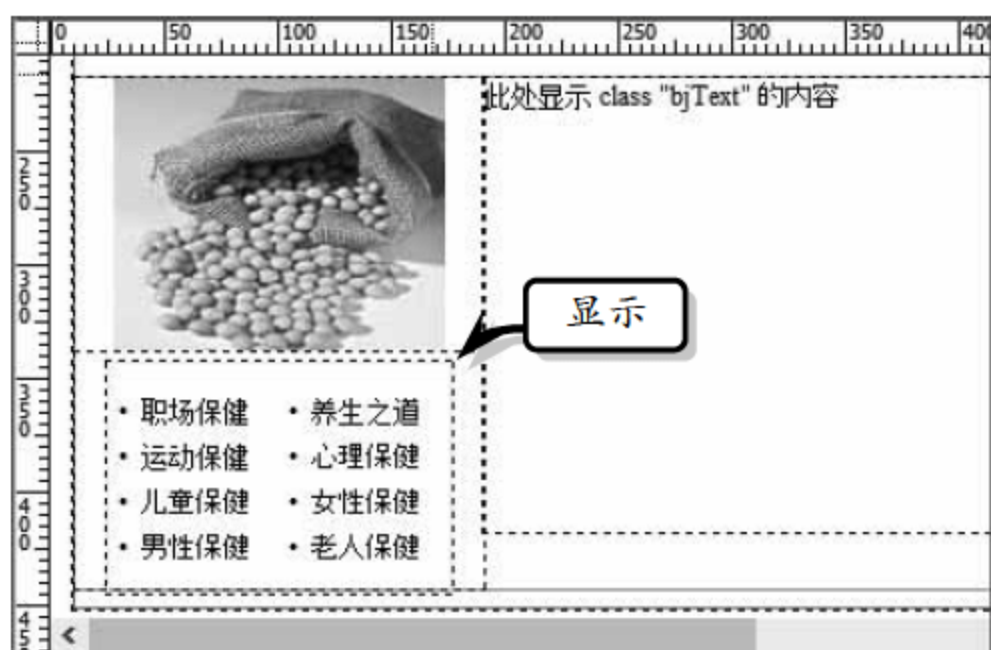 0 50 100 150 200 250 300 350 400
此处显示 class "bjText" 的内容
250
300
显示
350
• 职场保健 • 养生之道
• 运动保健 • 心理保健
• 儿童保健 • 女性保健
400
• 男性保健 • 老人保健
45